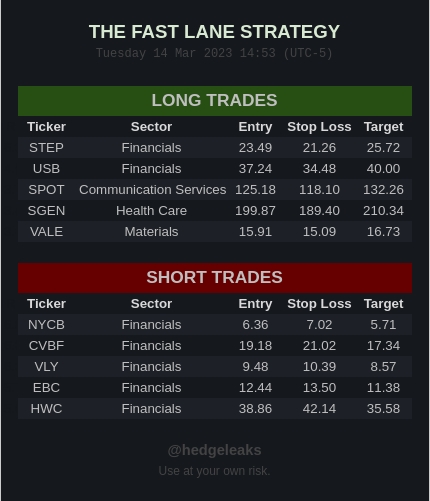 THE FAST LANE STRATEGY
Tuesday 14 Mar 2023 14:53 (UTC-5)
LONG TRADES
Ticker Sector Entry Stop Loss Target
STEP Financials 23.49 21.26 25.72
USB Financials 37.24 34.48 40.00
SPOT Communication Services 125.18 118.10 132.26
SGEN Health Care 199.87 189.40 210.34
VALE Materials 15.91 15.09 16.73
SHORT TRADES
Ticker Sector Entry Stop Loss Target
NYCB Financials 6.36 7.02 5.71
CVBF Financials 19.18 21.02 17.34
VLY Financials 9.48 10.39 8.57
EBC Financials 12.44 13.50 11.38
HWC Financials 38.86 42.14 35.58
@hedgeleaks
Use at your own risk.